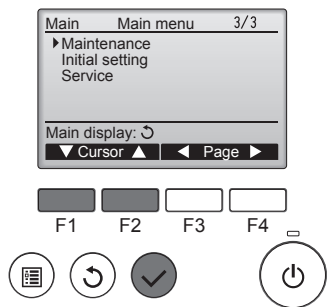 Main Main menu 3/3
Maintenance
Initial setting
Service
Main display:
Cursor Page
F1 F2 F3 F4